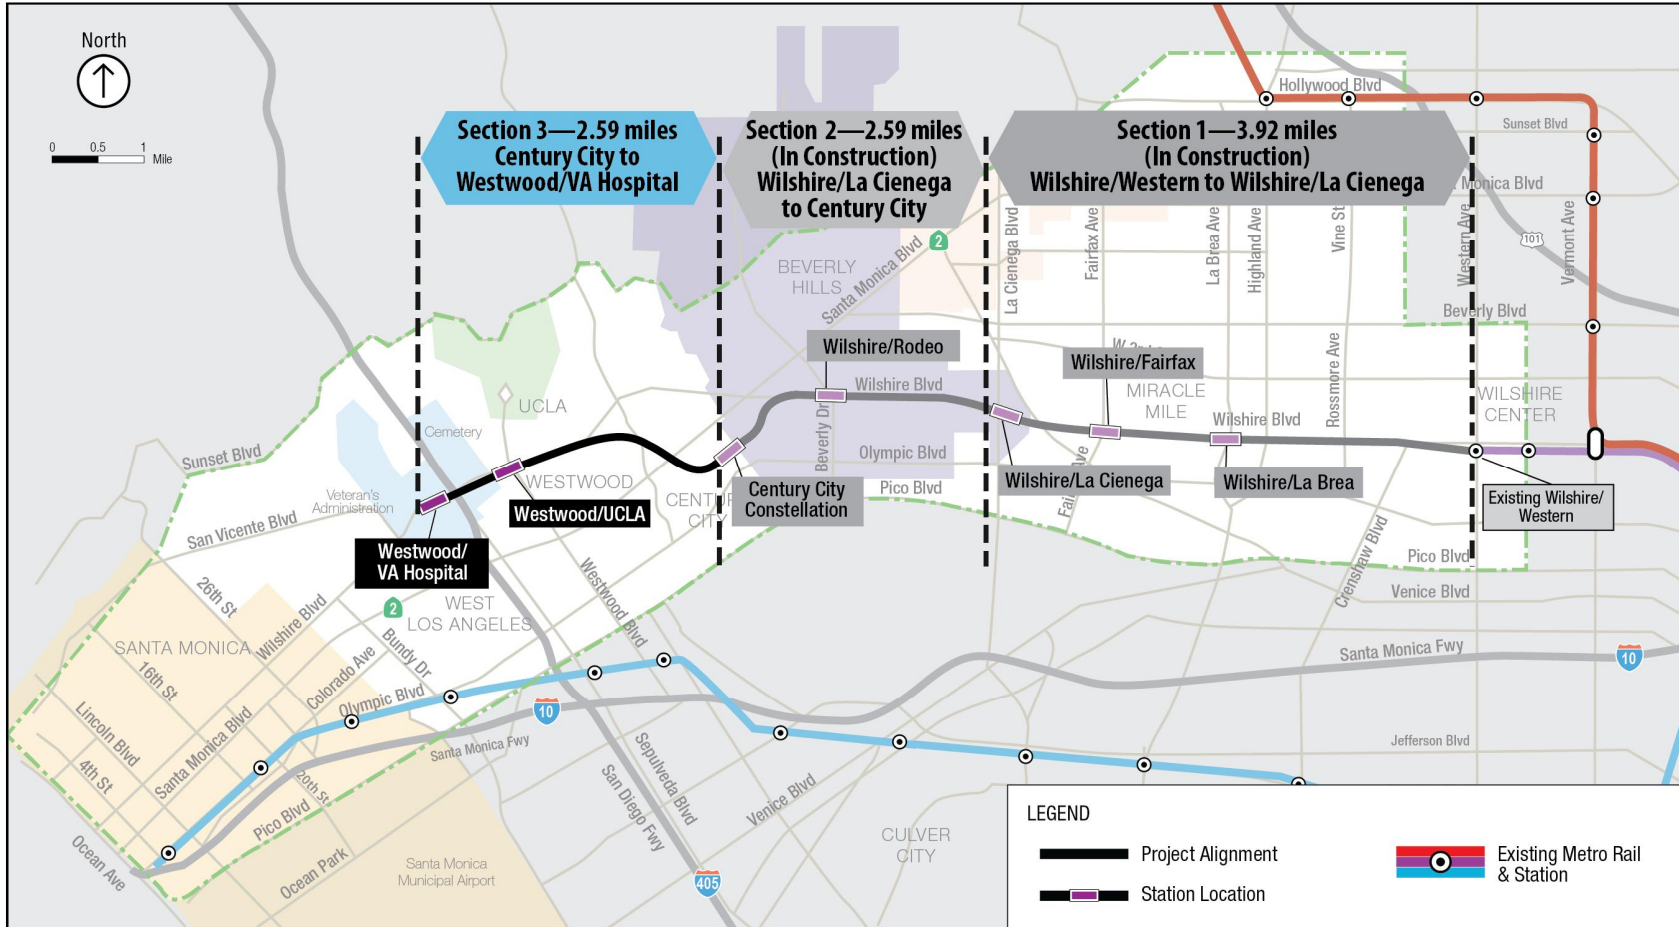 North
0 0.5 1
Mile
Section 3—2.59 miles
Century City to
Westwood/VA Hospital
Section 2—2.59 miles
(In Construction)
Wilshire/La Cienega
to Century City
Section 1—3.92 miles
(In Construction)
Wilshire/Western to Wilshire/La Cienega
Hollywood Blvd
Sunset Blvd
Monica Blvd
101
2
La Cienega Blvd
Fairfax Ave
La Brea Ave
Highland Ave
Vine St
Western Ave
Vermont Ave
BEVERLY
HILLS
Santa Monica Blvd
Beverly Blvd
Wilshire/Rodeo
Wilshire/Fairfax
Rossmore Ave
Wilshire Blvd
MIRACLE
MILE
WILSHIRE
CENTER
UCLA
Beverly Dr
Wilshire Blvd
Cemetery
Sunset Blvd
Olympic Blvd
WESTWOOD
Veteran's
Administration
Westwood/UCLA
CITY
Century City
Constellation
Pico Blvd
Wilshire/La Cienega
Wilshire/La Brea
Existing Wilshire/
Western
San Vicente Blvd
Westwood/
VA Hospital
Crenshaw Blvd
Pico Blvd
Venice Blvd
26th St
Wilshire Blvd
2
WEST
LOS ANGELES
Westwood Blvd
SANTA MONICA
16th St
Colorado Ave
Bundy Dr
Olympic Blvd
Santa Monica Fwy
10
Lincoln Blvd
Santa Monica Blvd
10
Santa Monica Fwy
Jefferson Blvd
4th St
20th St
Pico Blvd
Sepulveda Blvd
San Diego Fwy
Venice Blvd
Ocean Ave
Ocean Park
Santa Monica
Municipal Airport
405
CULVER
CITY
LEGEND
Project Alignment
Station Location
Existing Metro Rail
& Station